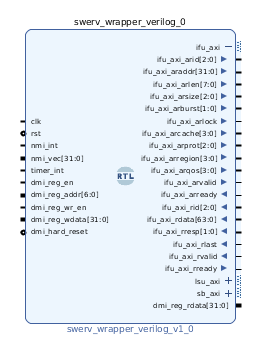 swerv_wrapper_verilog_0
ifu_axi
ifu_axi_arid[2:0]
ifu_axi_araddr[31:0]
ifu_axi_arlen[7:0]
ifu_axi_arsize[2:0]
ifu_axi_arburst[1:0]
clk
ifu_axi_arlock
rst
ifu_axi_arcache[3:0]
nmi_int
ifu_axi_arprot[2:0]
nmi_vec[31:0]
ifu_axi_arregion[3:0]
timer_int
ifu_axi_arqos[3:0]
dmi_reg_en
ifu_axi_arvalid
dmi_reg_addr[6:0]
ifu_axi_arready
dmi_reg_wr_en
ifu_axi_rid[2:0]
dmi_reg_wdata[31:0]
ifu_axi_rdata[63:0]
dmi_hard_reset
ifu_axi_rresp[1:0]
ifu_axi_rlast
ifu_axi_rvalid
ifu_axi_rready
lsu_axi
sb_axi
dmi_reg_rdata[31:0]
RTL
swerv_wrapper_verilog_v1_0